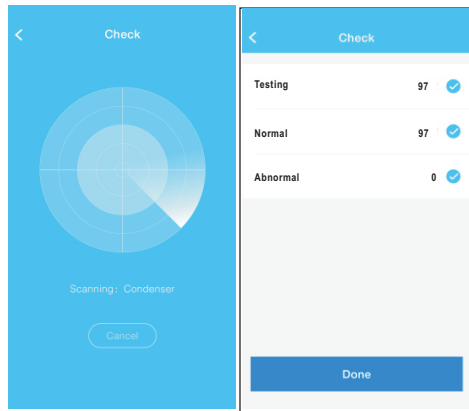 Check
Scanning: Condenser
Cancel
Check
Testing 97
Normal 97
Abnormal 0
Done